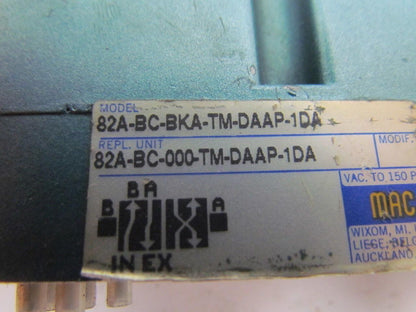 MODEL
82A-BC-BKA-TM-DAAP-1DA
REPL. UNIT
82A-BC-000-TM-DAAP-1DA
MODIF.
VAC. TO 150 P
B A
B A
IN EX
MAC
WIXOM, MI.
LIEGE, BEL
AUCKLAND,